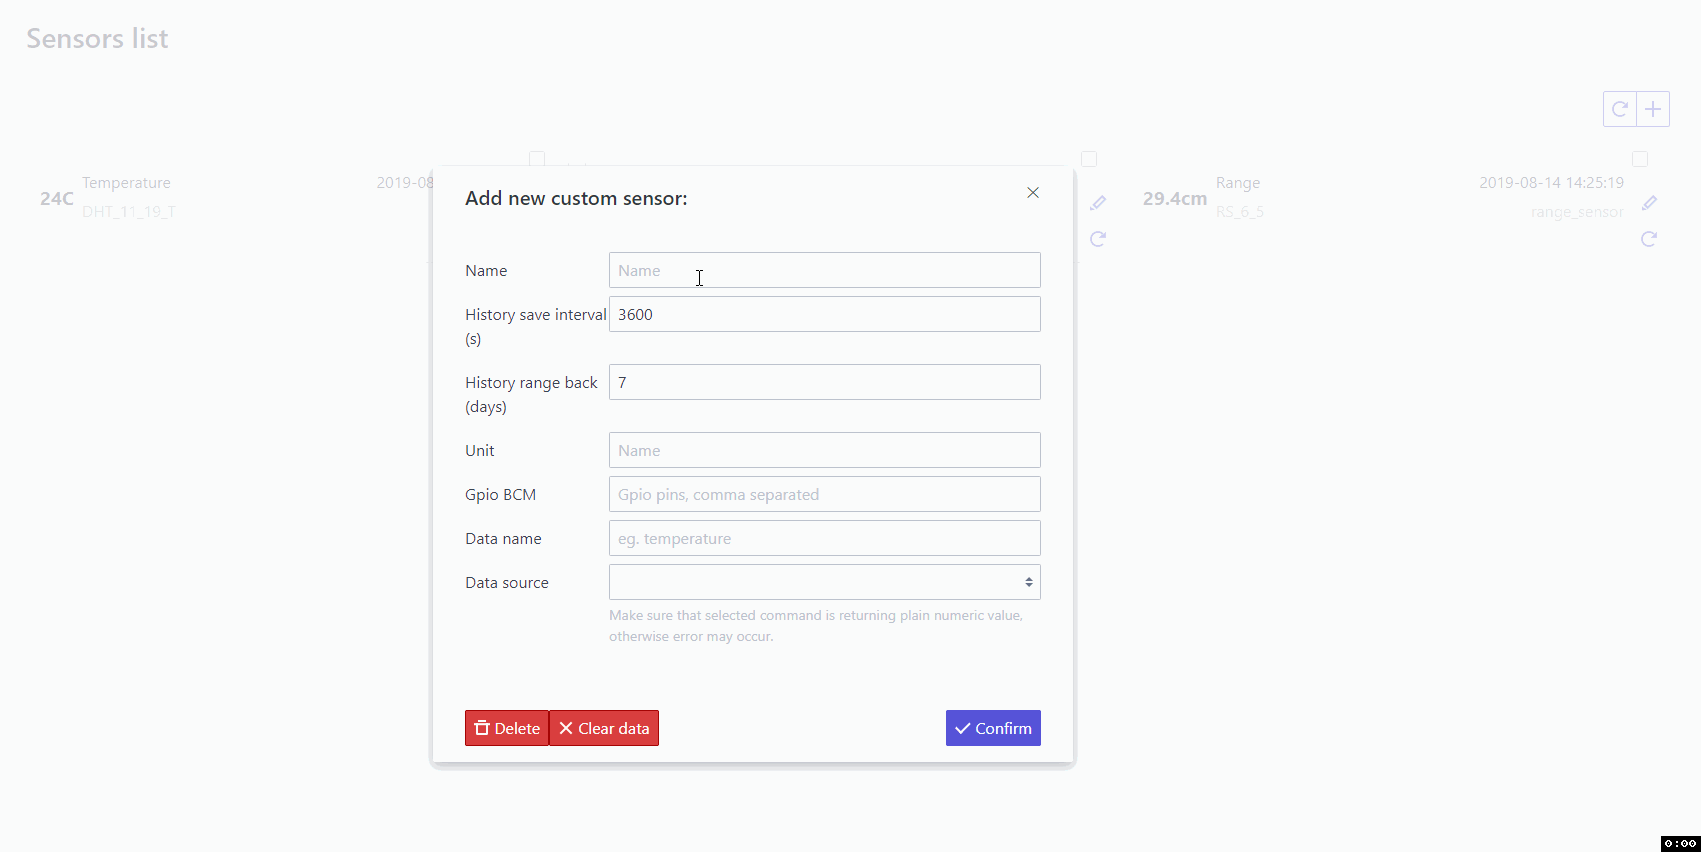 Sensors list
24C
Temperature
2019-08
DHT_11_19_T
29.4cm
Range
2019-08-14 14:25:19
RS_6_5
range_sensor
Add new custom sensor:
Name
Name
History save interval
(s)
3600
History range back
(days)
7
Unit
Name
Gpio BCM
Gpio pins, comma separated
Data name
eg. temperature
Data source
Make sure that selected command is returning plain numeric value,
otherwise error may occur.
Delete
Clear data
Confirm
0:00